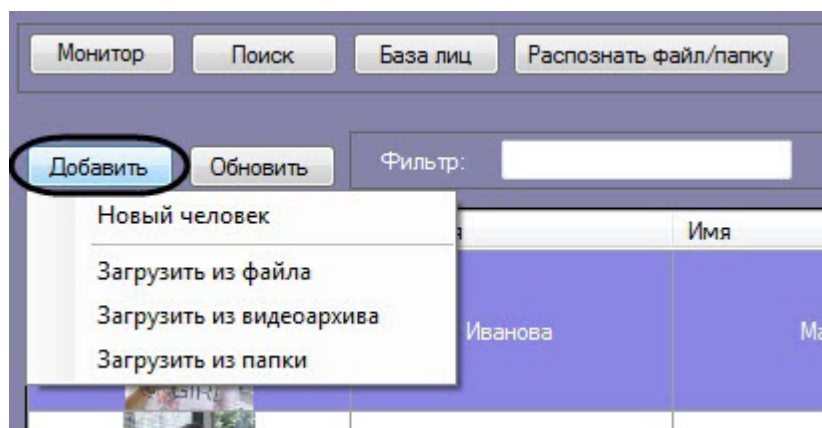 Монитор Поиск База лиц Распознать файл/папку
Добавить Обновить Фильтр:
Новый человек
Имя
Загрузить из файла
Загрузить из видеоархива
Иванова
Загрузить из папки
GIRL